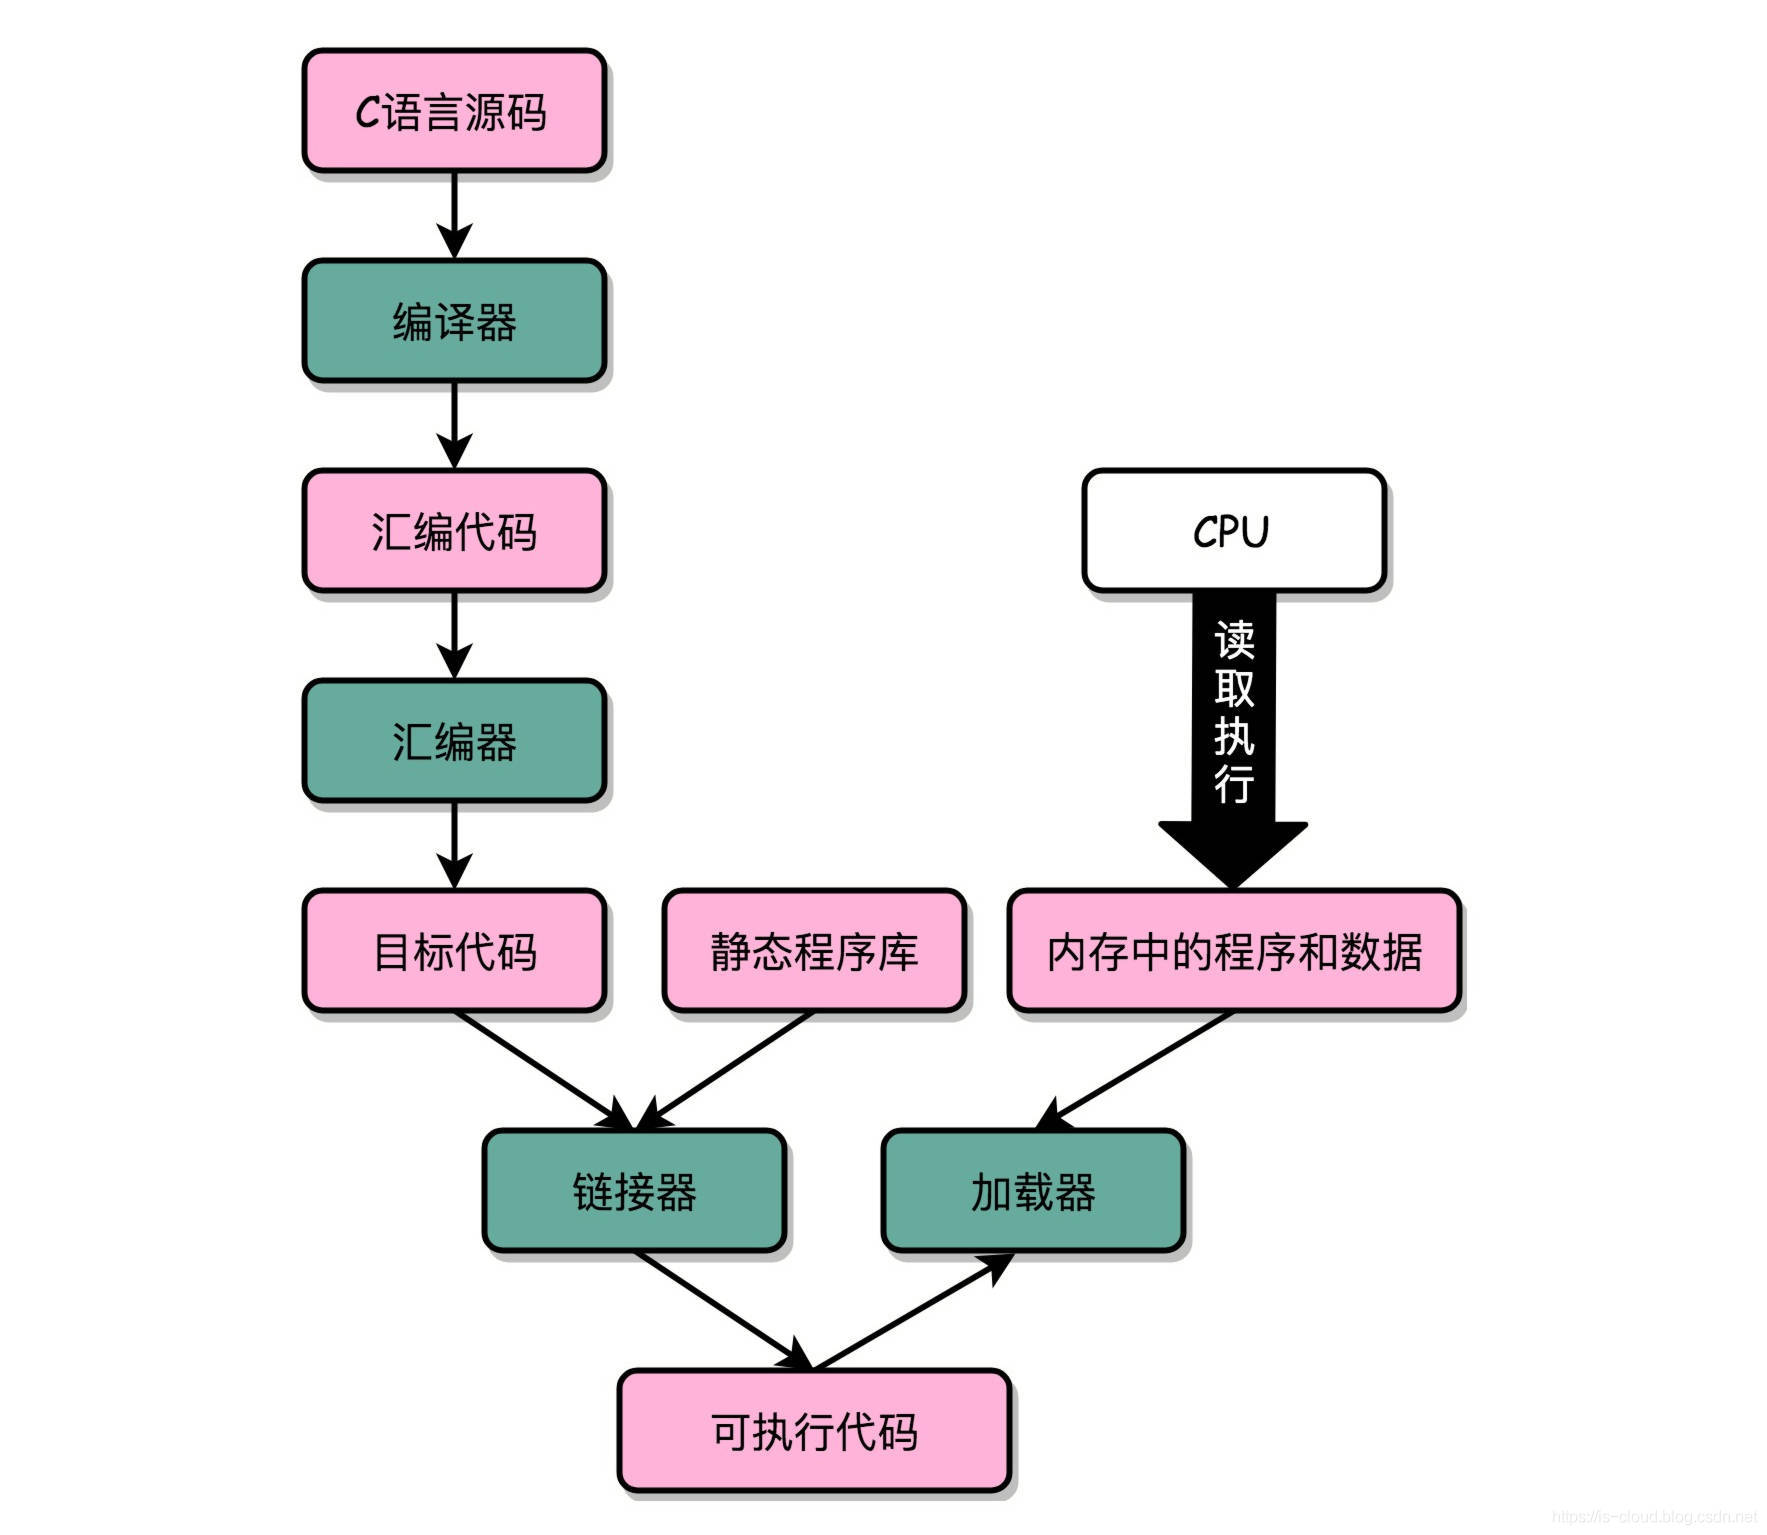 C语言源码
编译器
汇编代码
CPU
读取执行
汇编器
目标代码
静态程序库
内存中的程序和数据
链接器
加载器
可执行代码
https://is-cloud.blog.csdn.net